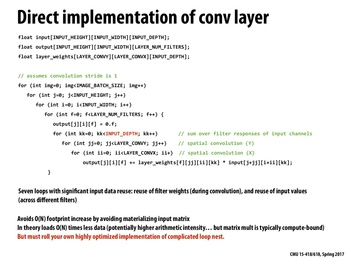 Direct implementation of conv layer
float input[INPUT_HEIGHT][INPUT_WIDTH][INPUT_DEPTH];
float output[INPUT_HEIGHT][INPUT_WIDTH][LAYER_NUM_FILTERS];
float layer_weights[LAYER_CONVY][LAYER_CONVX][INPUT_DEPTH];
// assumes convolution stride is 1
for (int img=0; img<IMAGE_BATCH_SIZE; img++)
for (int j=0; j<INPUT_HEIGHT; j++)
for (int i=0; i<INPUT_WIDTH; i++)
for (int f=0; f<LAYER_NUM_FILTERS; f++) {
output[j][i][f] = 0.f;
for (int kk=0; kk<INPUT_DEPTH; kk++) // sum over filter responses of input channels
for (int jj=0; jj<LAYER_CONVY; jj++) // spatial convolution (Y)
for (int ii=0; ii<LAYER_CONVX; ii+) // spatial convolution (X)
output[j][i][f] += layer_weights[f][jj][ii][kk] * input[j+jj][i+ii][kk];
}
Seven loops with significant input data reuse: reuse of filter weights (during convolution), and reuse of input values
(across different filters)
Avoids O(N) footprint increase by avoiding materializing input matrix
In theory loads O(N) times less data (potentially higher arithmetic intensity… but matrix mult is typically compute-bound)
But must roll your own highly optimized implementation of complicated loop nest.
CMU 15-418/618, Spring 2017